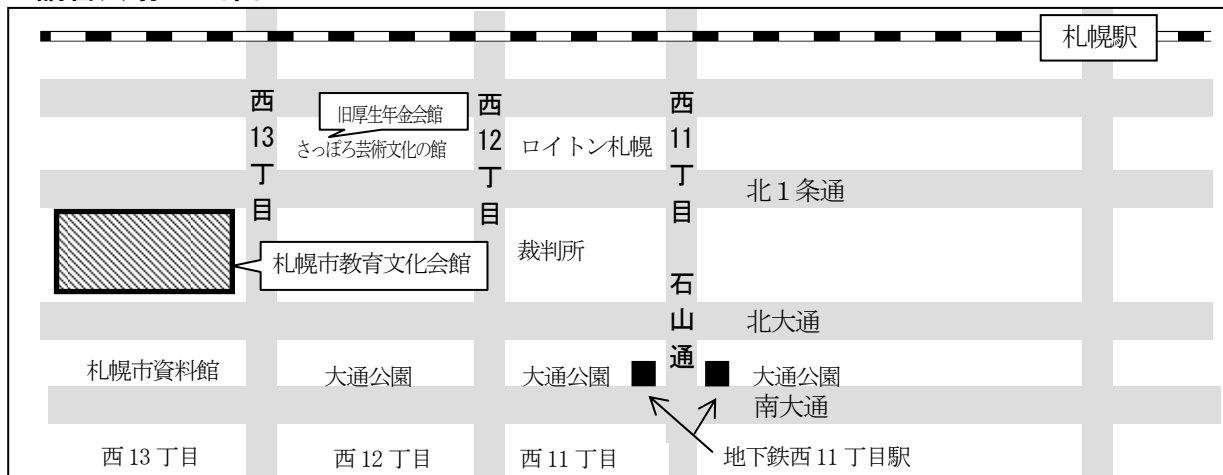 札幌駅
西13丁目
旧厚生年金会館
さっぽろ芸術文化の館
西12丁目
ロイトン札幌
西11丁目
北1条通
札幌市教育文化会館
裁判所
石山通
北大通
札幌市資料館
大通公園
大通公園
大通公園
南大通
西13丁目
西12丁目
西11丁目
地下鉄西11丁目駅